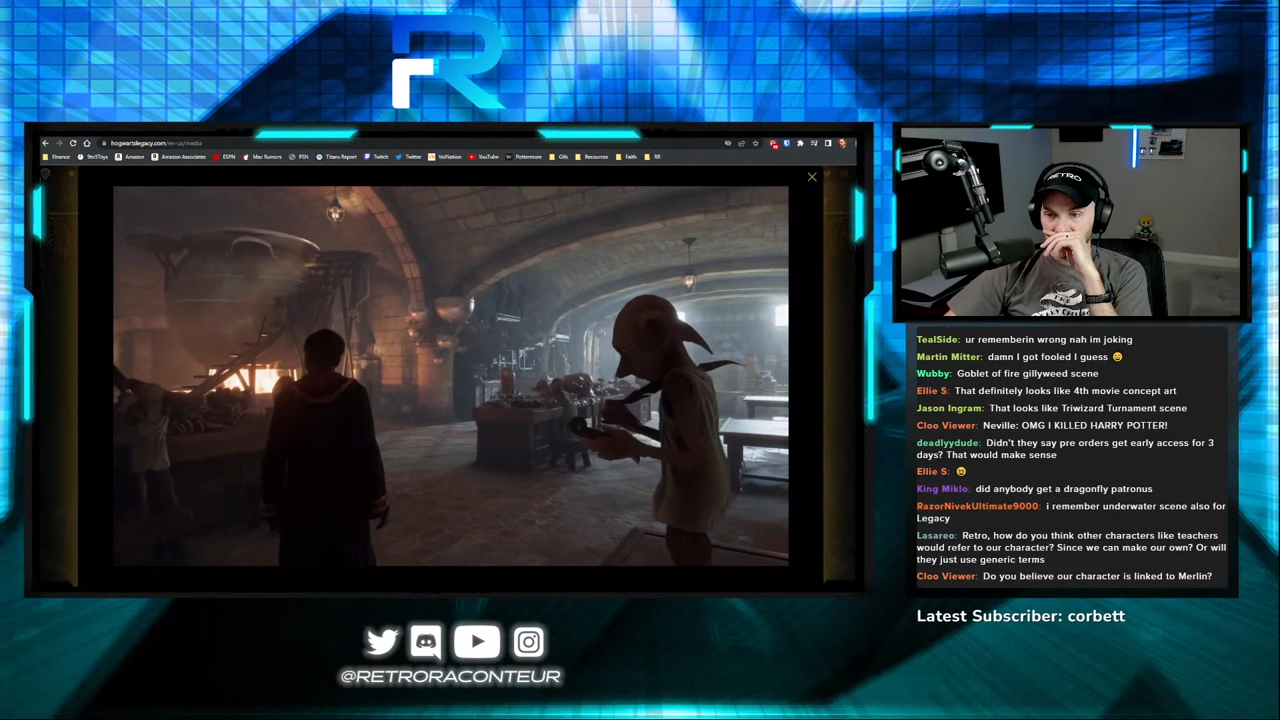 hogwartslegacy.com/en-us/media
Finance 9to5Toys Amazon Amazon Associates ESPN Mac Rumors PSN Titans Report Twitch Twitter VolNation YouTube Pottermore Gifs Resources Faith RR
RETRO
TealSide: ur rememberin wrong nah im joking
Martin Mitter: damn I got fooled I guess
Wubby: Goblet of fire gillyweed scene
Ellie S: That definitely looks like 4th movie concept art
Jason Ingram: That looks like Triwizard Turnament scene
Cloo Viewer: Neville: OMG I KILLED HARRY POTTER!
deadlyydude: Didn't they say pre orders get early access for 3
days? That would make sense
Ellie S:
King Miklo: did anybody get a dragonfly patronus
RazorNivekUltimate9000: i remember underwater scene also for
Legacy
Lasareo: Retro, how do you think other characters like teachers
would refer to our character? Since we can make our own? Or will
they just use generic terms
Cloo Viewer: Do you believe our character is linked to Merlin?
Latest Subscriber: corbett
@RETRORACONTEUR